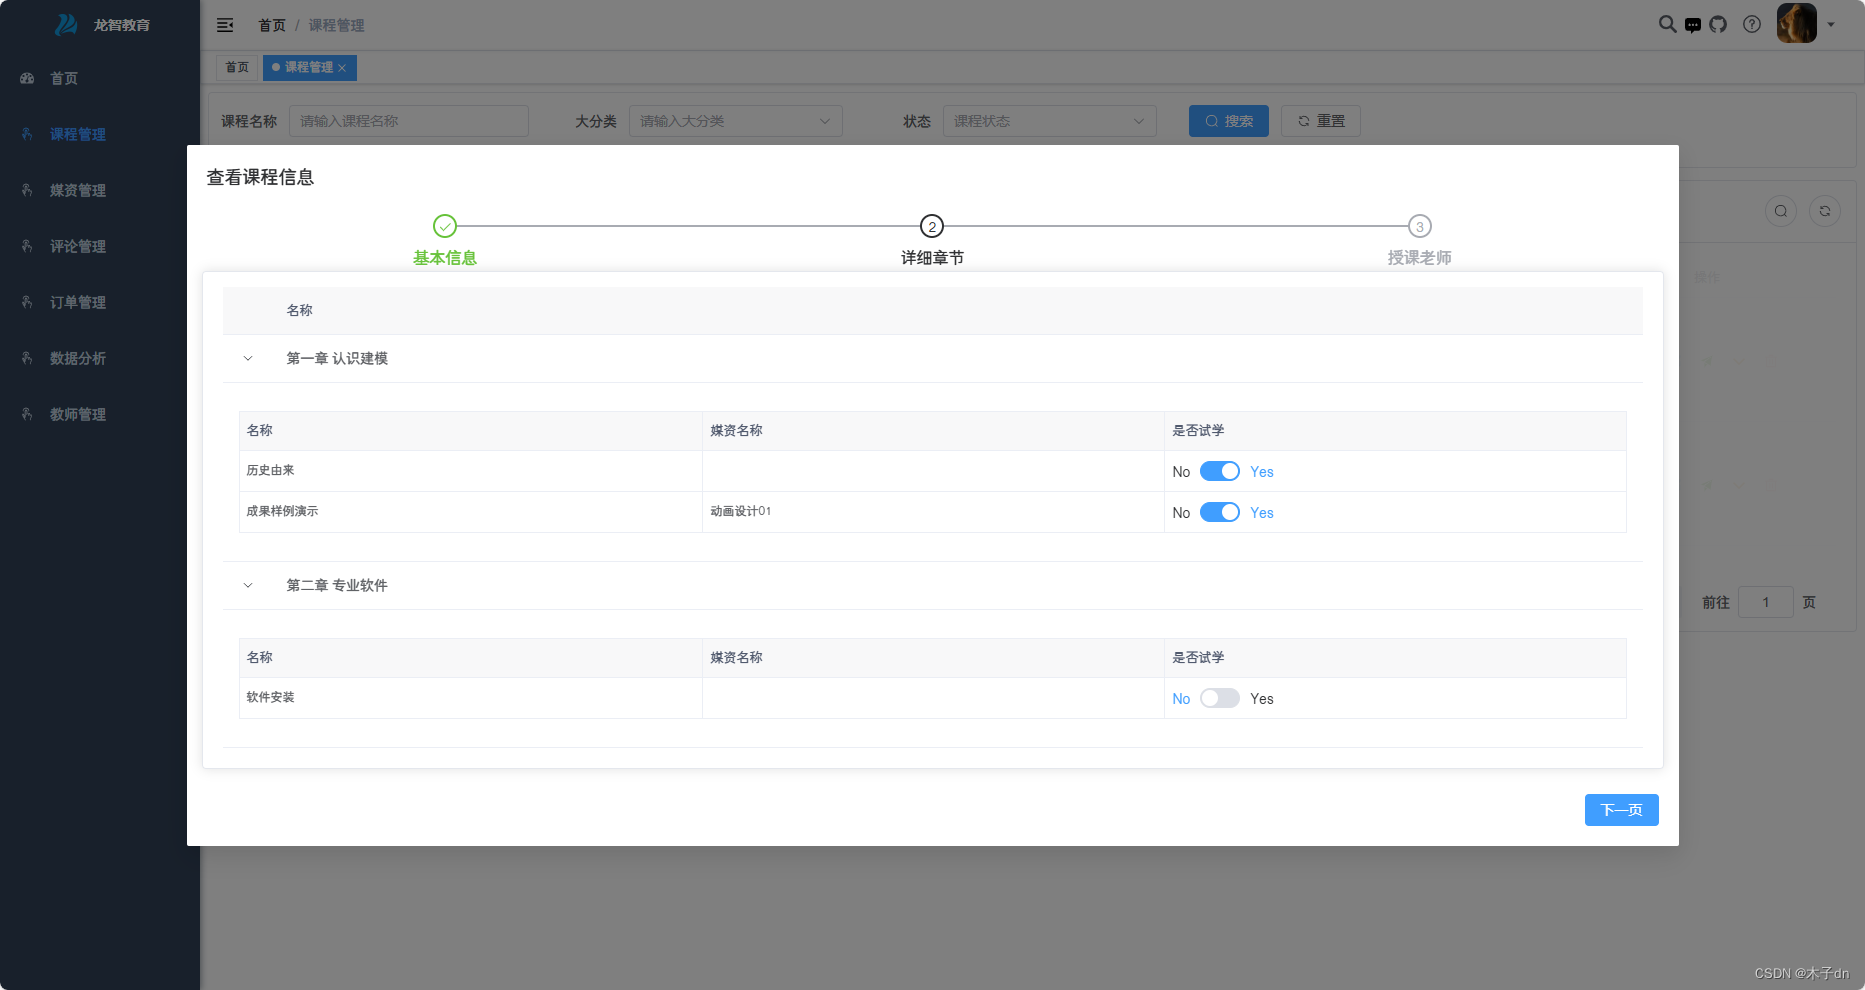 龙智教育
首页 / 课程管理
首页
课程管理
媒资管理
评论管理
订单管理
数据分析
教师管理
首页
课程管理
课程名称 请输入课程名称 大分类 请输入大分类 状态 课程状态 搜索 重置
操作
查看课程信息
2 3
基本信息 详细章节 授课老师
名称
第一章 认识建模
名称 媒资名称 是否试学
历史由来 No Yes
成果样例演示 动画设计01 No Yes
第二章 专业软件
名称 媒资名称 是否试学
软件安装 No Yes
前往 1 页
下一页
CSDN @木子dn